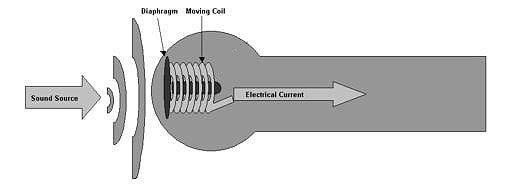 Diaphragm
Moving Coil
Sound Source
Electrical Current